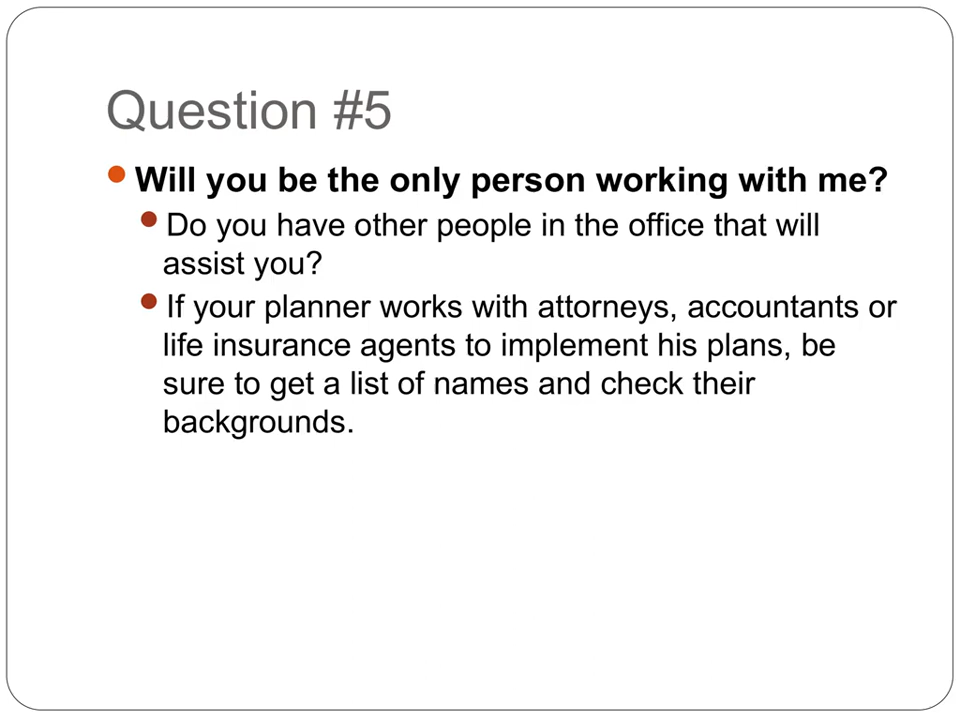 Question #5
Will you be the only person working with me?
Do you have other people in the office that will
assist you?
If your planner works with attorneys, accountants or
life insurance agents to implement his plans, be
sure to get a list of names and check their
backgrounds.